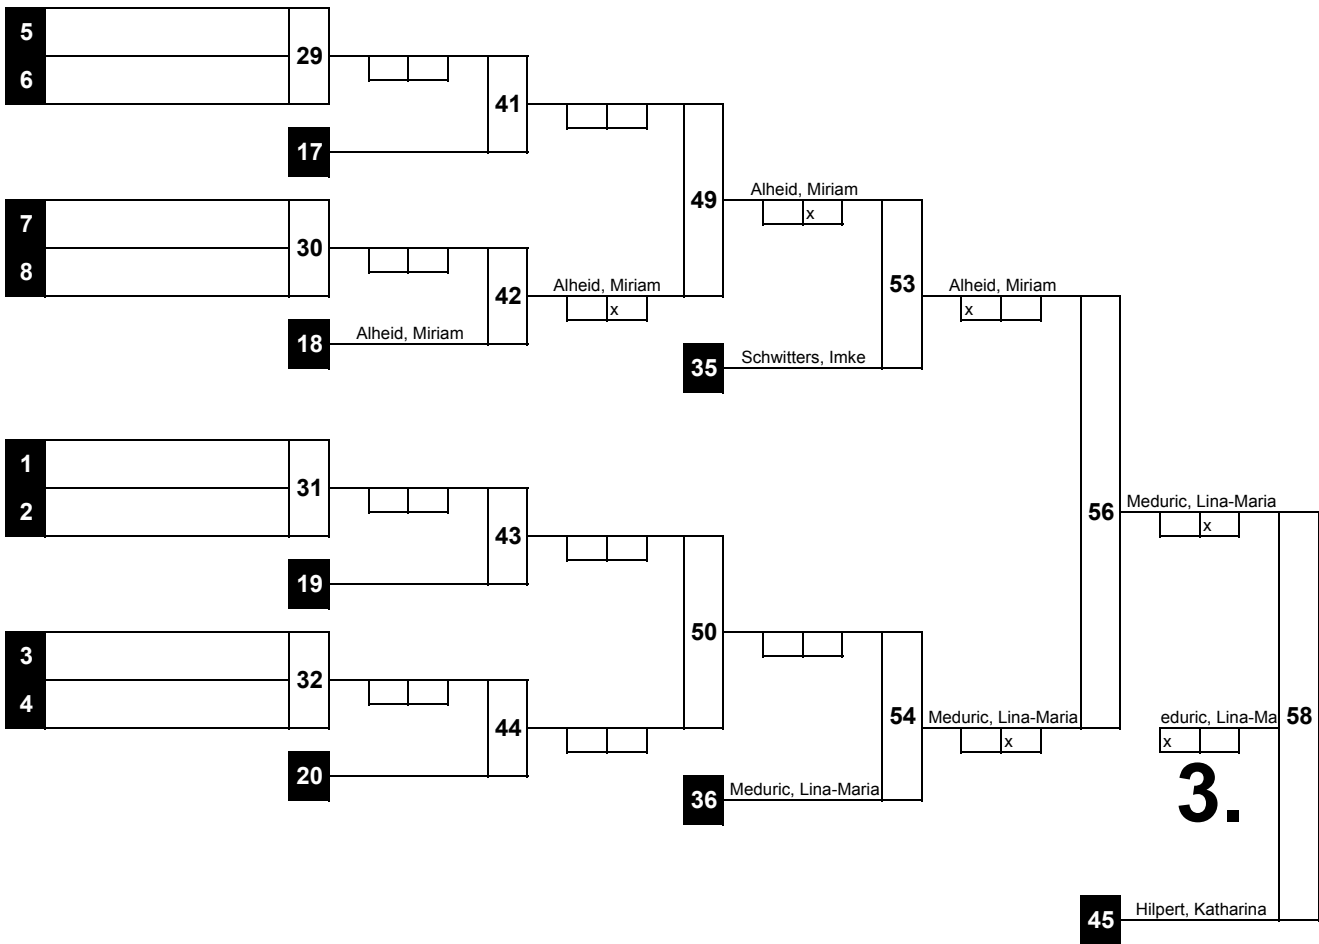 5
29
6
41
17
7
49
Alheid, Miriam
x
30
8
42
Alheid, Miriam
x
53
Alheid, Miriam
x
18
Alheid, Miriam
35
Schwitters, Imke
1
31
2
43
56
Meduric, Lina-Maria
x
19
3
50
32
4
44
54
Meduric, Lina-Maria
x
eduric, Lina-Ma
58
x
20
36
Meduric, Lina-Maria
3.
45
Hilpert, Katharina